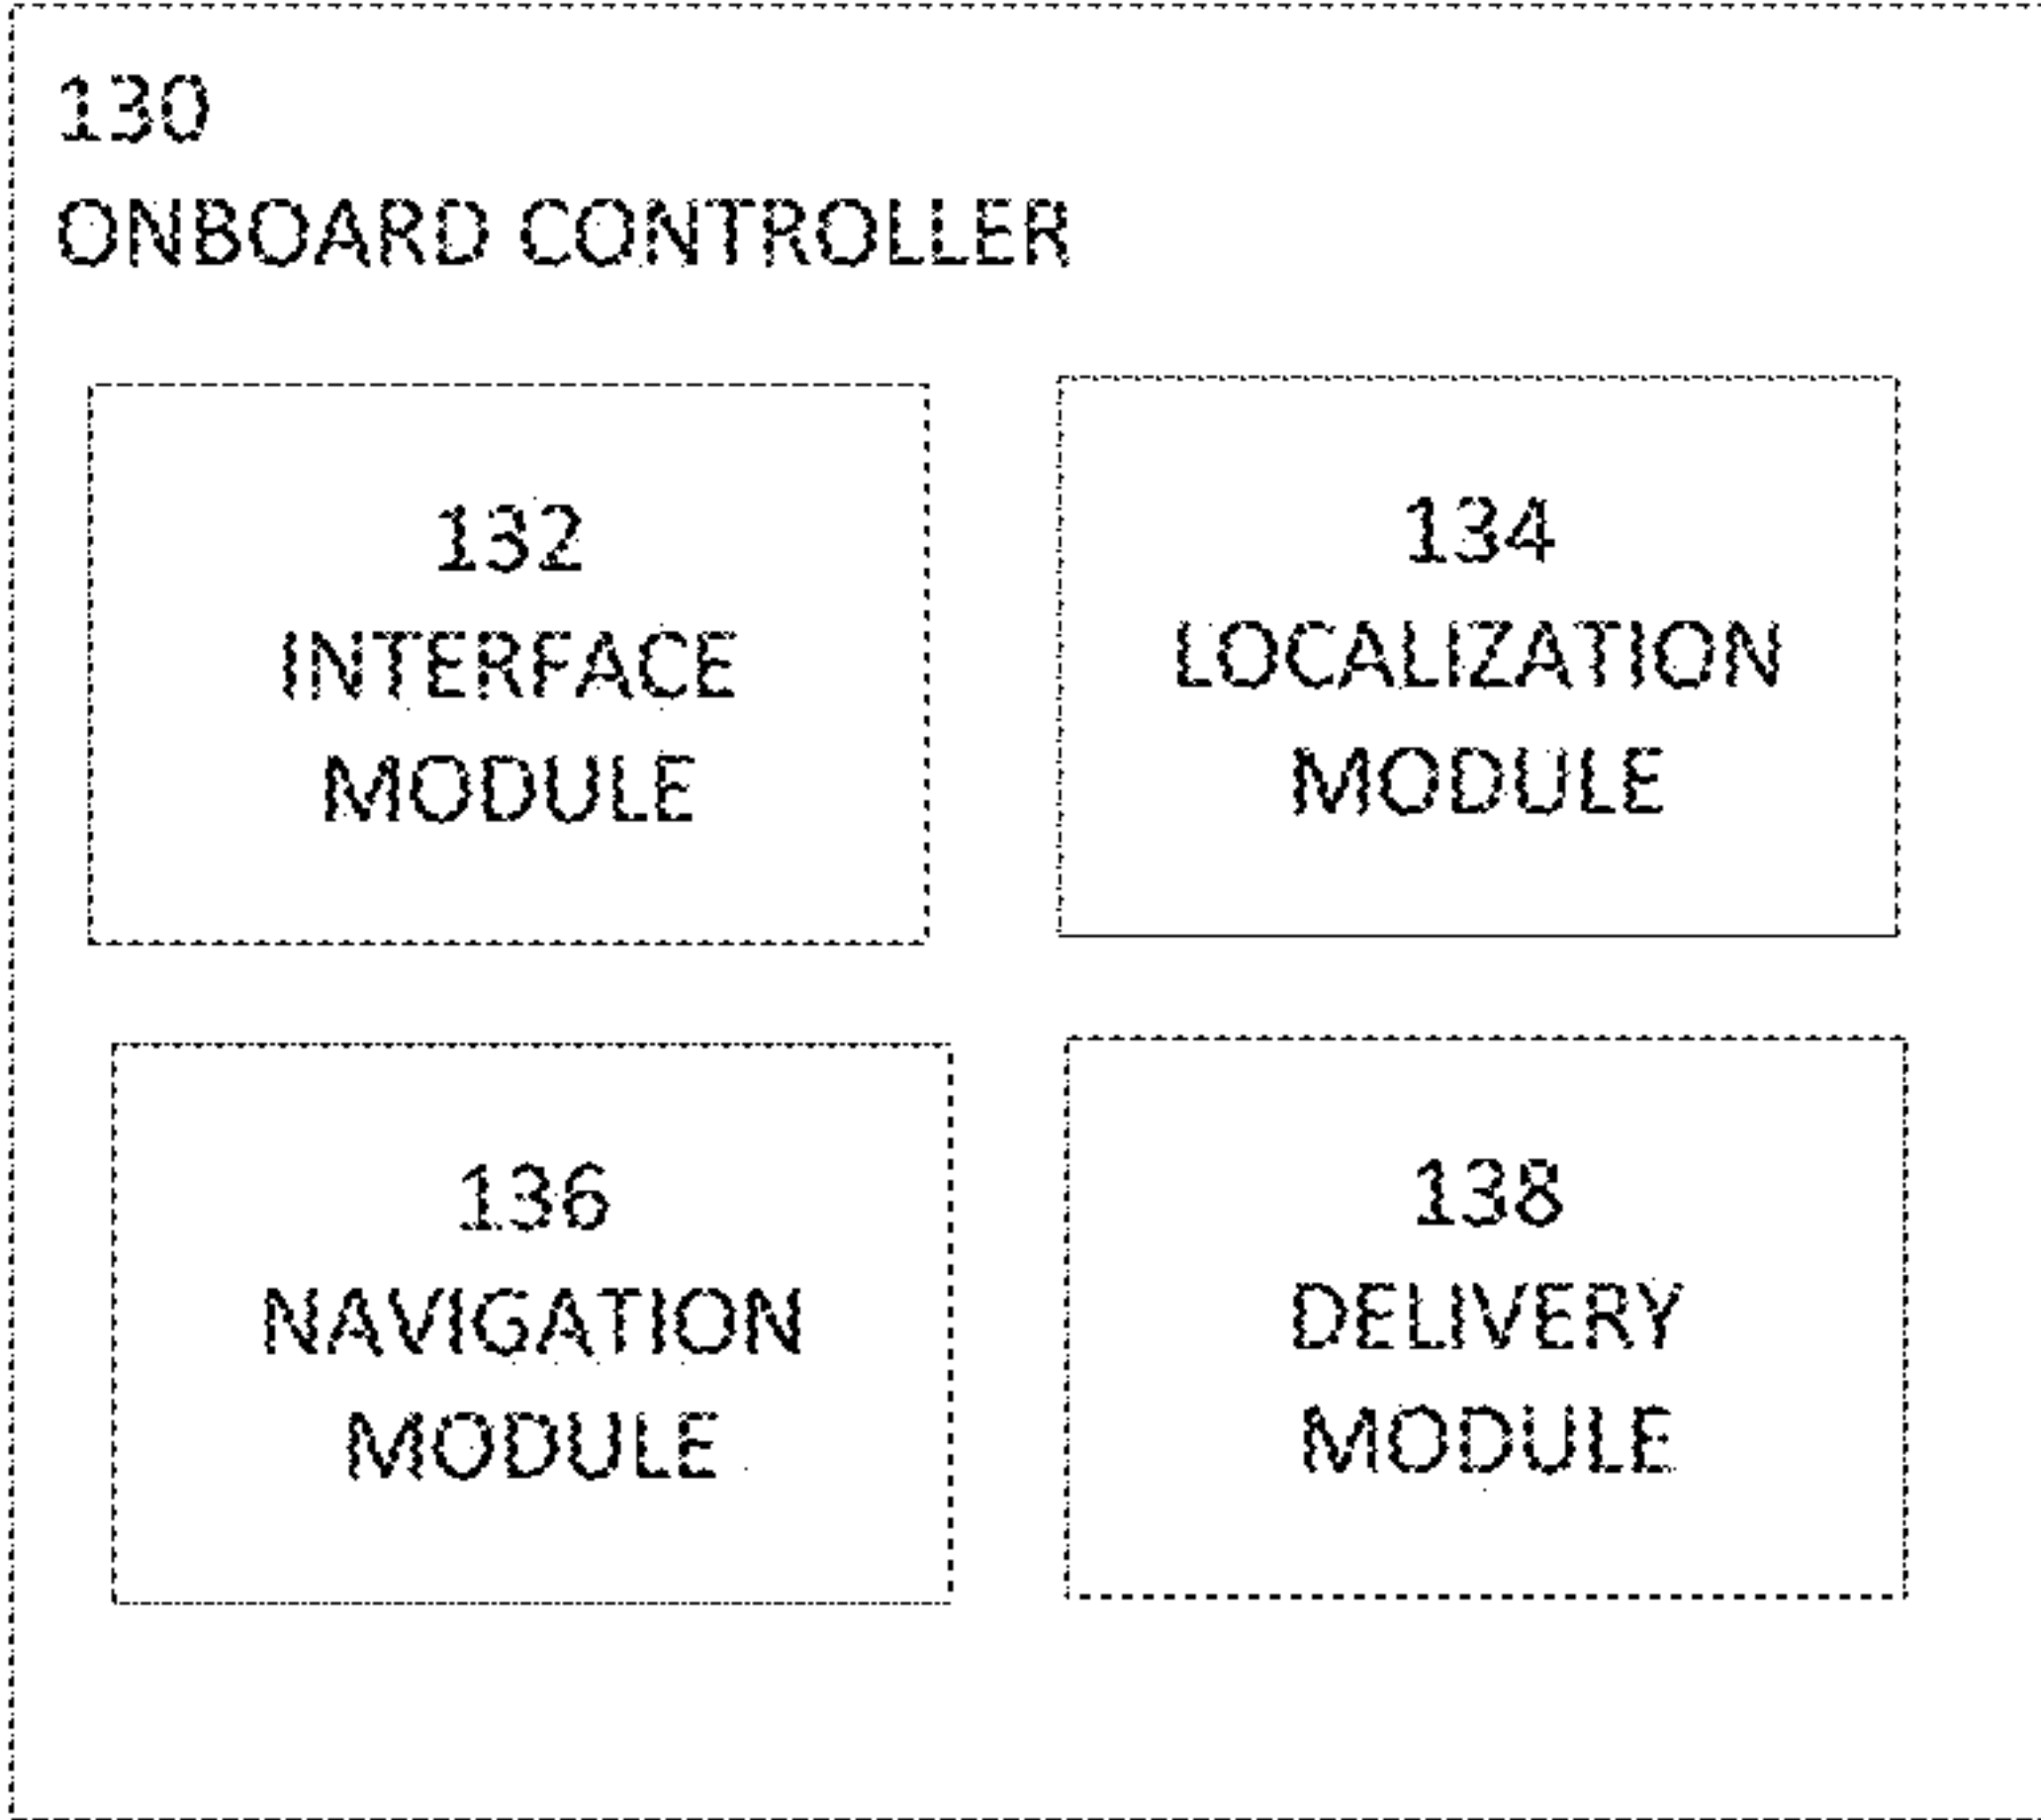 130
ONBOARD CONTROLLER
132
INTERFACE
MODULE
134
LOCALIZATION
MODULE
136
NAVIGATION
MODULE
138
DELIVERY
MODULE